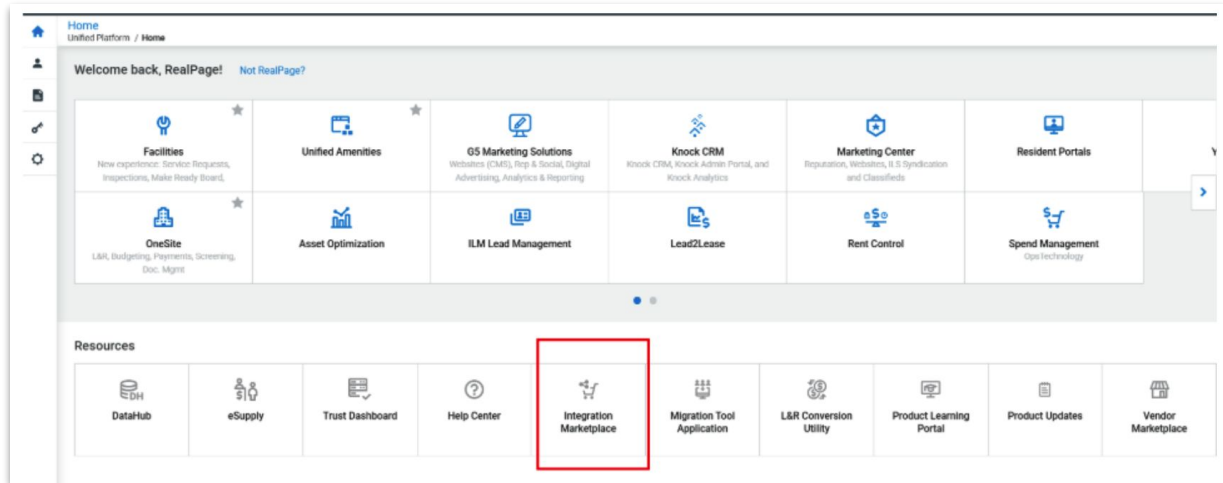 Home
Unified Platform / Home
Welcome back, RealPage! Not RealPage?
Facilities
New experience: Service Requests,
Inspections, Make Ready Board,
Unified Amenities
G5 Marketing Solutions
Websites (CMS), Rep & Social, Digital
Advertising, Analytics & Reporting
Knock CRM
Knock CRM, Knock Admin Portal, and
Knock Analytics
Marketing Center
Reputation, Websites, ILS Syndication
and Classifieds
Resident Portals
Y
OneSite
L&R, Budgeting, Payments, Screening,
Doc. Mgmt
Asset Optimization
ILM Lead Management
Lead2Lease
Rent Control
Spend Management
OpsTechnology
Resources
DH
DataHub
eSupply
Trust Dashboard
Help Center
Integration
Marketplace
Migration Tool
Application
L&R Conversion
Utility
Product Learning
Portal
Product Updates
Vendor
Marketplace